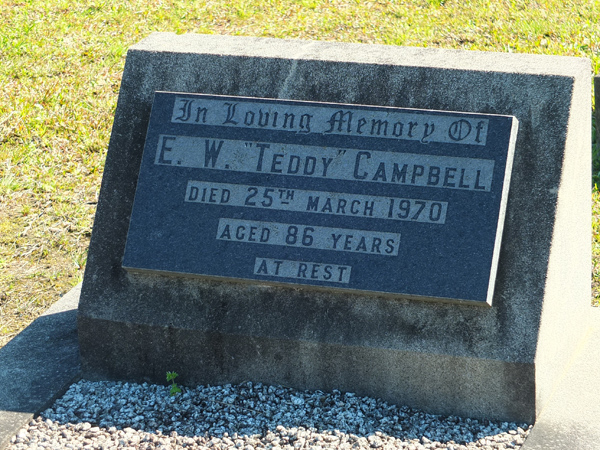 In Loving Memory Of
E. W. "TEDDY" CAMPBELL
DIED 25TH MARCH 1970
AGED 86 YEARS
AT REST